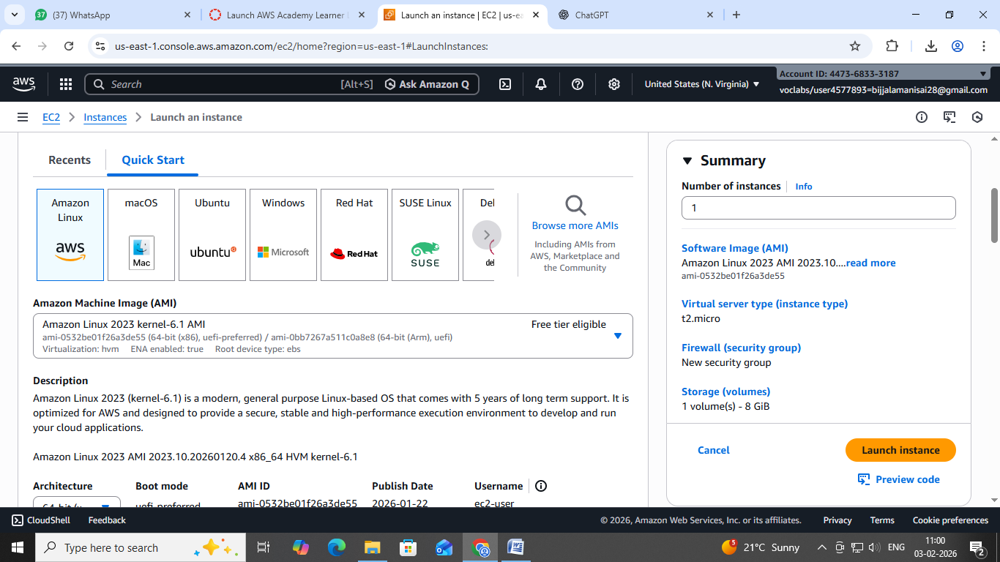 37 (37) WhatsApp
Launch AWS Academy Learner L
Launch an instance | EC2 | us-ea
ChatGPT
us-east-1.console.aws.amazon.com/ec2/home?region=us-east-1#LaunchInstances:
aws
Search [Alt+S] Ask Amazon Q
United States (N. Virginia)
Account ID: 4473-6833-3187
voclabs/user4577893=bijjalamanisai28@gmail.com
EC2 Instances Launch an instance
Recents Quick Start
Amazon Linux
aws
macOS
Mac
Ubuntu
ubuntu
Windows
Microsoft
Red Hat
Red Hat
SUSE Linux
SUSE
Del
del
Browse more AMIs
Including AMIs from
AWS, Marketplace and
the Community
Amazon Machine Image (AMI)
Amazon Linux 2023 kernel-6.1 AMI Free tier eligible
ami-0532be01f26a3de55 (64-bit (x86), uefi-preferred) / ami-0bb7267a511c0a8e8 (64-bit (Arm), uefi)
Virtualization: hvm ENA enabled: true Root device type: ebs
Description
Amazon Linux 2023 (kernel-6.1) is a modern, general purpose Linux-based OS that comes with 5 years of long term support. It is
optimized for AWS and designed to provide a secure, stable and high-performance execution environment to develop and run
your cloud applications.
Amazon Linux 2023 AMI 2023.10.20260120.4 x86_64 HVM kernel-6.1
Architecture Boot mode AMI ID Publish Date Username
64-bit (x... uefi-preferred ami-0532be01f26a3de55 2026-01-22 ec2-user
Summary
Number of instances Info
1
Software Image (AMI)
Amazon Linux 2023 AMI 2023.10....read more
ami-0532be01f26a3de55
Virtual server type (instance type)
t2.micro
Firewall (security group)
New security group
Storage (volumes)
1 volume(s) - 8 GiB
Cancel Launch instance
Preview code
CloudShell Feedback © 2026, Amazon Web Services, Inc. or its affiliates. Privacy Terms Cookie preferences
Type here to search
5 21°C Sunny ENG 11:00
03-02-2026 2